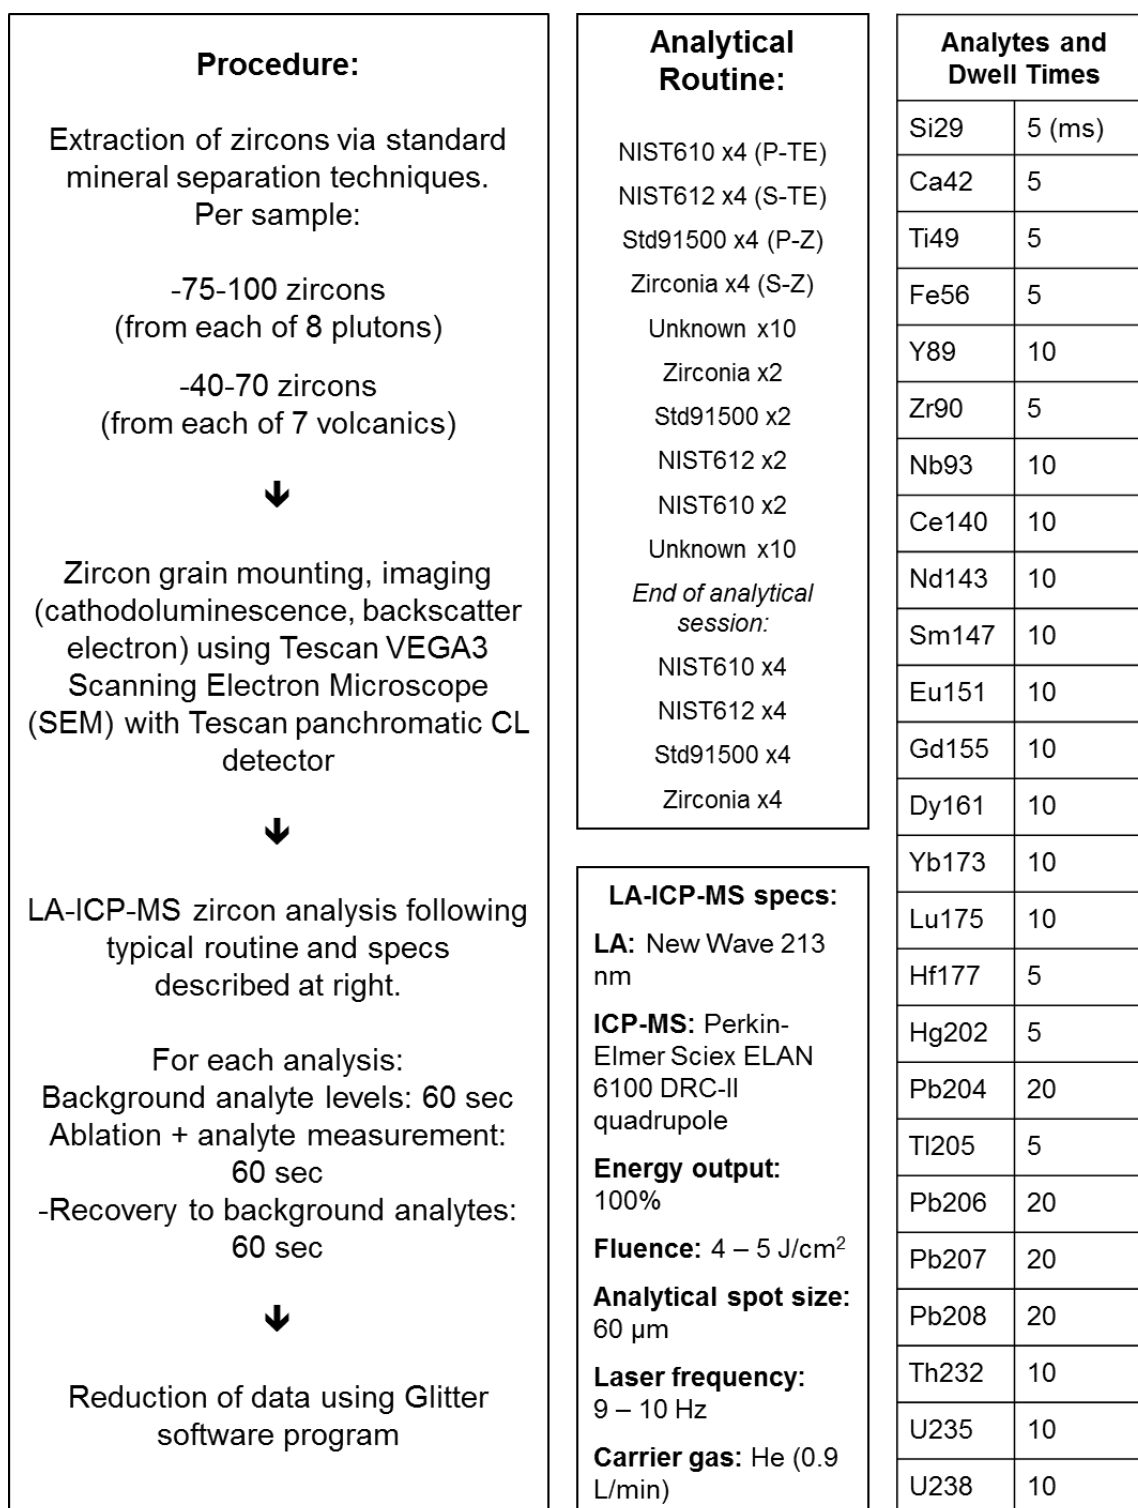 Procedure:
Extraction of zircons via standard
mineral separation techniques.
Per sample:
-75-100 zircons
(from each of 8 plutons)
-40-70 zircons
(from each of 7 volcanics)
Zircon grain mounting, imaging
(cathodoluminescence, backscatter
electron) using Tescan VEGA3
Scanning Electron Microscope
(SEM) with Tescan panchromatic CL
detector
LA-ICP-MS zircon analysis following
typical routine and specs
described at right.
For each analysis:
Background analyte levels: 60 sec
Ablation + analyte measurement:
60 sec
-Recovery to background analytes:
60 sec
Reduction of data using Glitter
software program
Analytical
Routine:
NIST610 x4 (P-TE)
NIST612 x4 (S-TE)
Std91500 x4 (P-Z)
Zirconia x4 (S-Z)
Unknown x10
Zirconia x2
Std91500 x2
NIST612 x2
NIST610 x2
Unknown x10
End of analytical
session:
NIST610 x4
NIST612 x4
Std91500 x4
Zirconia x4
LA-ICP-MS specs:
LA: New Wave 213
nm
ICP-MS: Perkin-
Elmer Sciex ELAN
6100 DRC-II
quadrupole
Energy output:
100%
Fluence: 4 – 5 J/cm²
Analytical spot size:
60 µm
Laser frequency:
9 – 10 Hz
Carrier gas: He (0.9
L/min)
Analytes and
Dwell Times
Si29 5 (ms)
Ca42 5
Ti49 5
Fe56 5
Y89 10
Zr90 5
Nb93 10
Ce140 10
Nd143 10
Sm147 10
Eu151 10
Gd155 10
Dy161 10
Yb173 10
Lu175 10
Hf177 5
Hg202 5
Pb204 20
Tl205 5
Pb206 20
Pb207 20
Pb208 20
Th232 10
U235 10
U238 10